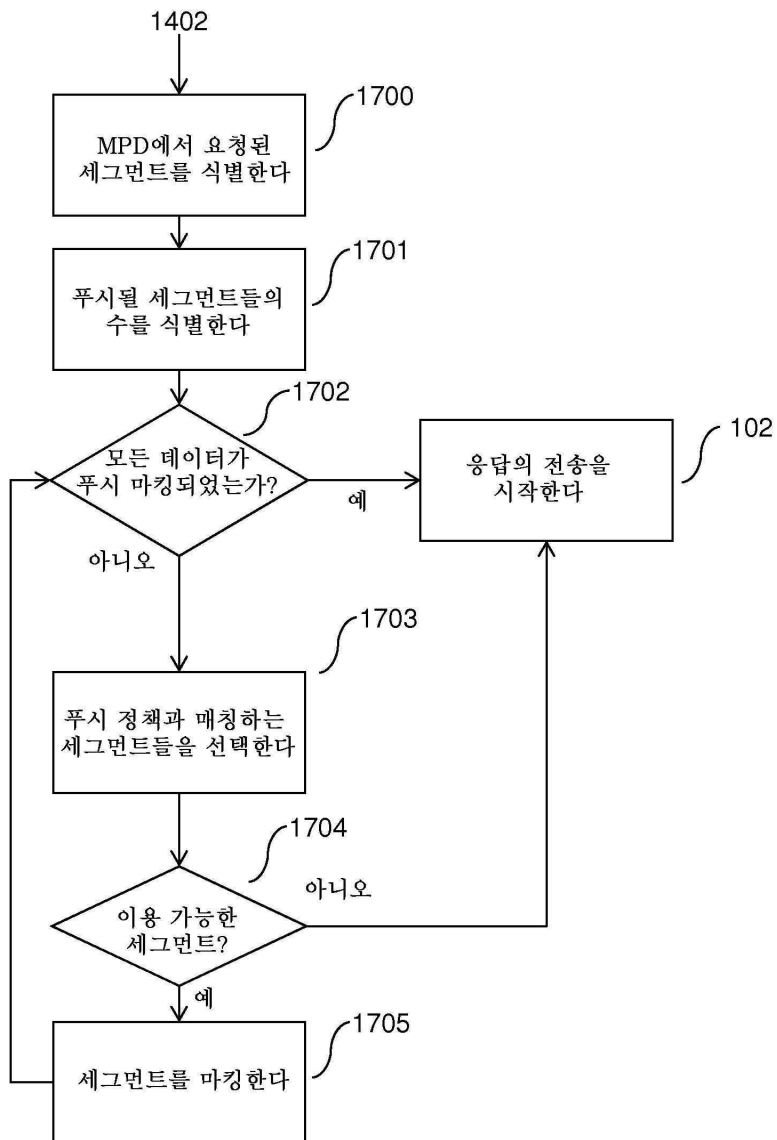 1402
1700
MPD에서 요청된
세그먼트를 식별한다
1701
푸시될 세그먼트들의
수를 식별한다
1702
모든 데이터가
푸시 마킹되었는가?
예
102
응답의 전송을
시작한다
아니오
1703
푸시 정책과 매칭하는
세그먼트들을 선택한다
1704
아니오
이용 가능한
세그먼트?
예
1705
세그먼트를 마킹한다